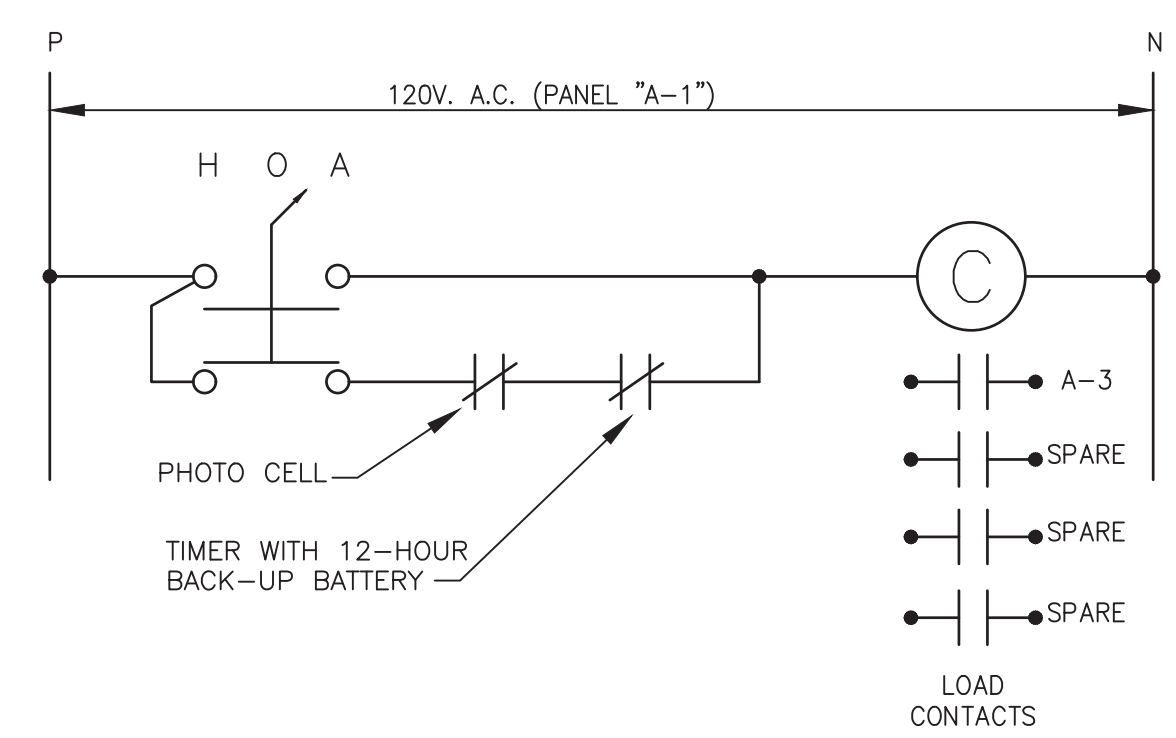 P
N
120V. A.C. (PANEL "A-1")
H O A
C
A-3
PHOTO CELL
SPARE
TIMER WITH 12-HOUR
BACK-UP BATTERY
SPARE
SPARE
LOAD
CONTACTS